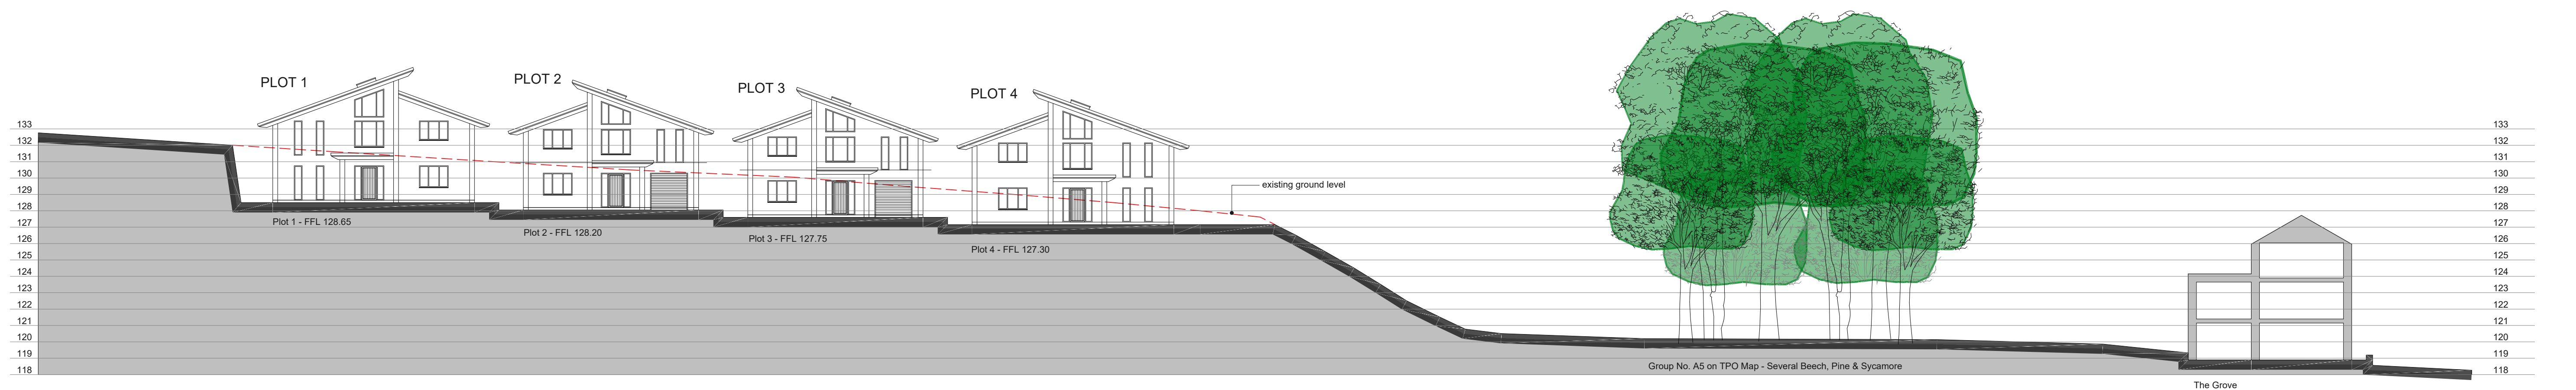 PLOT 1
PLOT 2
PLOT 3
PLOT 4
133
132
131
130
129
128
127
126
125
124
123
122
121
120
119
118
existing ground level
Plot 1 - FFL 128.65
Plot 2 - FFL 128.20
Plot 3 - FFL 127.75
Plot 4 - FFL 127.30
Group No. A5 on TPO Map - Several Beech, Pine & Sycamore
The Grove
133
132
131
130
129
128
127
126
125
124
123
122
121
120
119
118